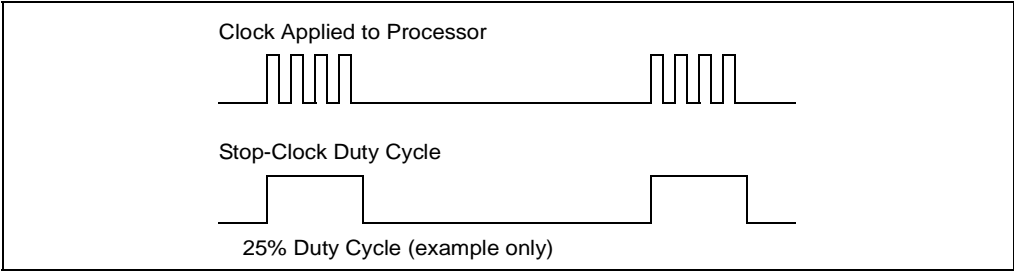 Clock Applied to Processor
Stop-Clock Duty Cycle
25% Duty Cycle (example only)